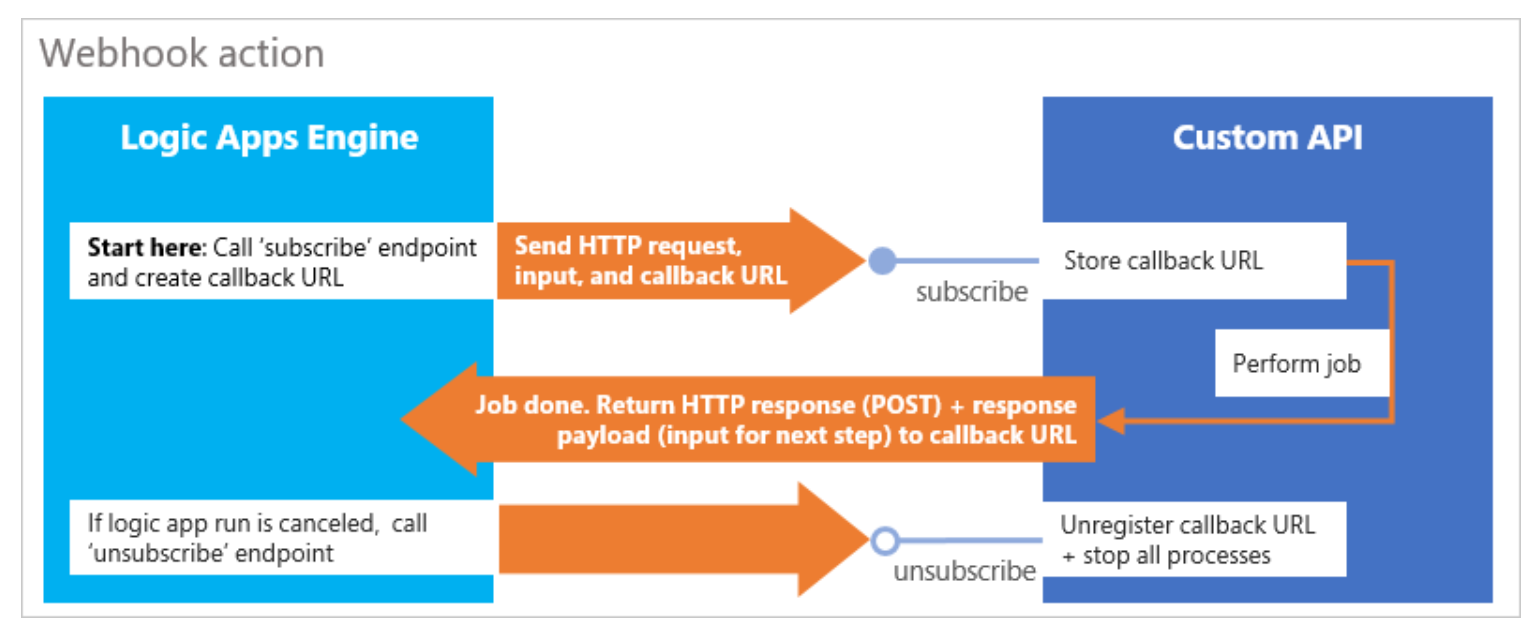 Webhook action
Logic Apps Engine
Custom API
Start here: Call ‘subscribe’ endpoint
and create callback URL
Send HTTP request,
input, and callback URL
subscribe
Store callback URL
Perform job
Job done. Return HTTP response (POST) + response
payload (input for next step) to callback URL
If logic app run is canceled,  call
‘unsubscribe’ endpoint
unsubscribe
Unregister callback URL
+ stop all processes